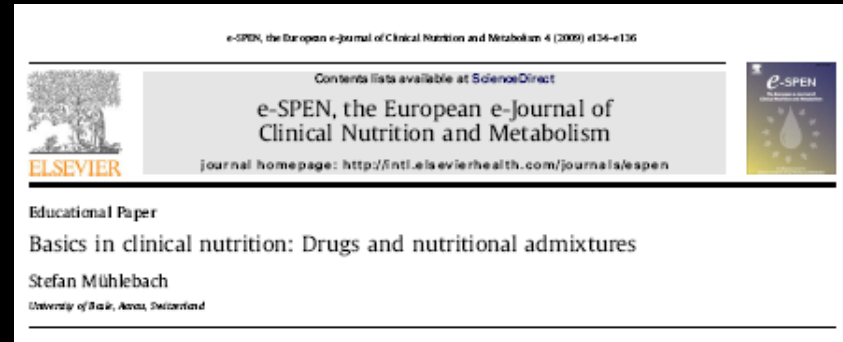 e-SPEN, the European e-Journal of Clinical Nutrition and Metabolism 4 (2009) e134–e136
Contents lists available at ScienceDirect
e-SPEN, the European e-Journal of
Clinical Nutrition and Metabolism
journal homepage: http://intl.elsevierhealth.com/journals/espen
ELSEVIER
e-SPEN
Educational Paper
Basics in clinical nutrition: Drugs and nutritional admixtures
Stefan Mühlebach
University of Basle, Aarau, Switzerland